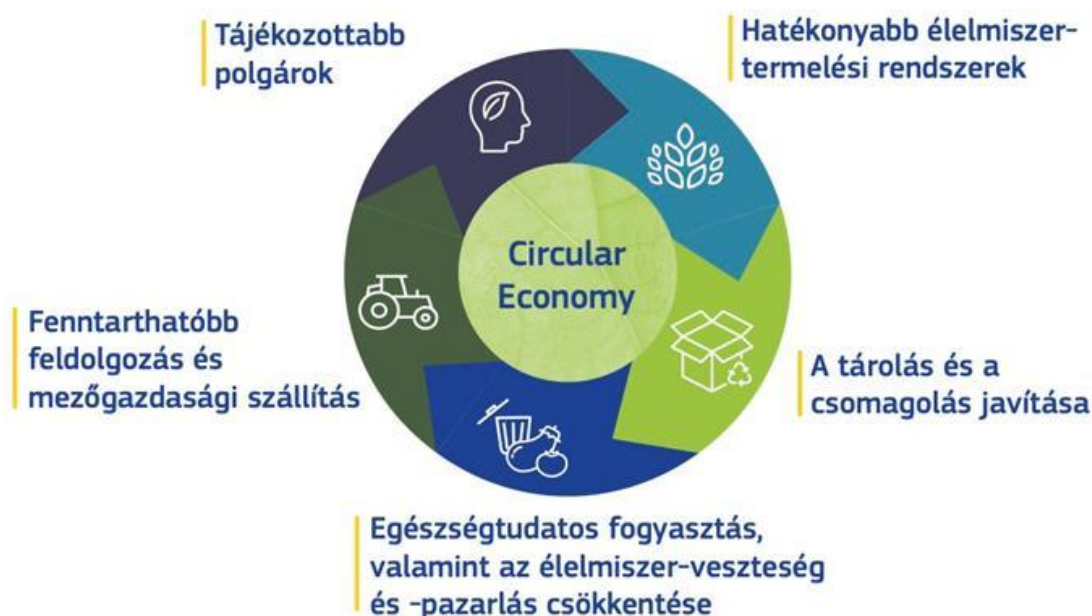 Tájékozottabb
polgárok
Hatékonyabb élelmiszer-
termelési rendszerek
Circular
Economy
Fenntarthatóbb
feldolgozás és
mezőgazdasági szállítás
A tárolás és a
csomagolás javítása
Egészségtudatos fogyasztás,
valamint az élelmiszer-veszteség
és -pazarlás csökkentése